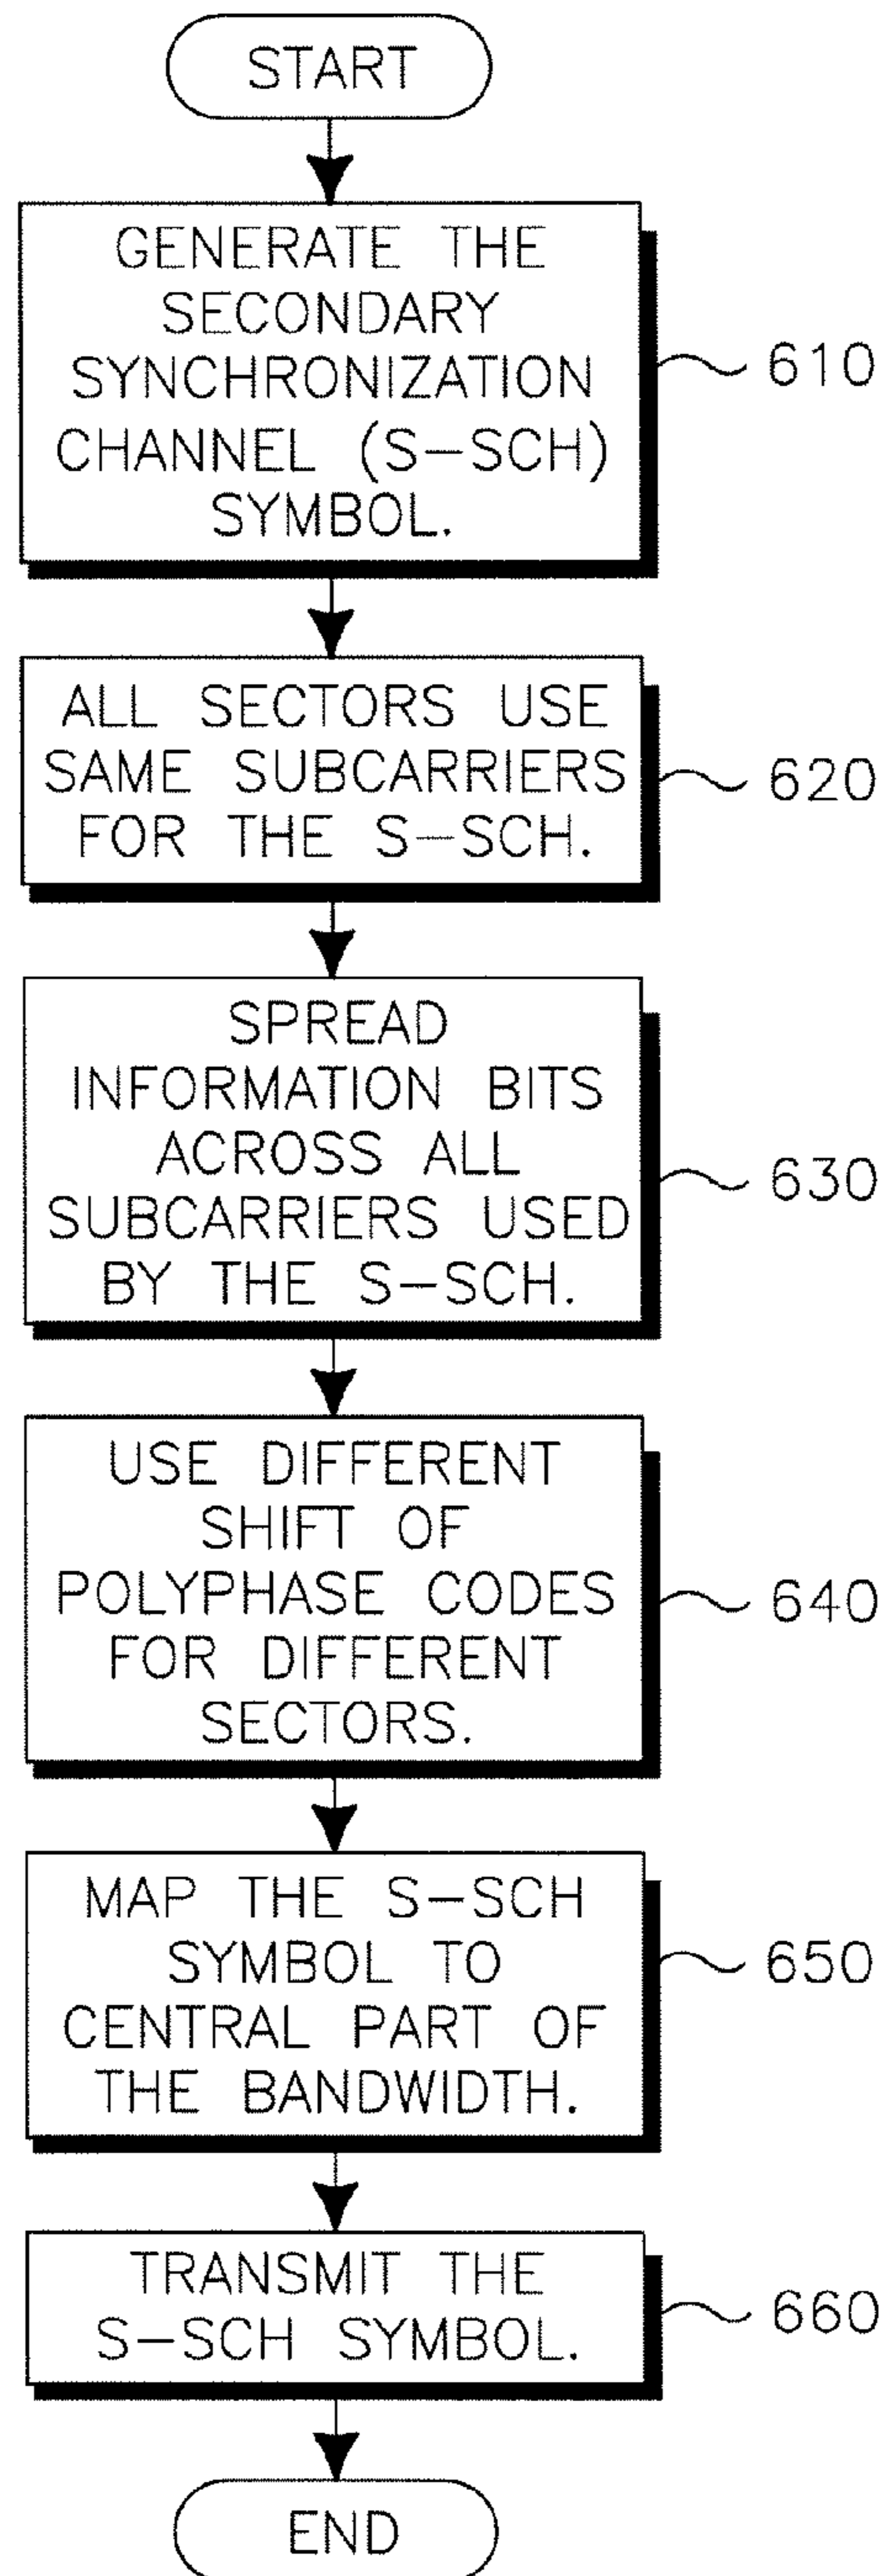 START
GENERATE THE
SECONDARY
SYNCHRONIZATION
CHANNEL (S-SCH)
SYMBOL.
610
ALL SECTORS USE
SAME SUBCARRIERS
FOR THE S-SCH.
620
SPREAD
INFORMATION BITS
ACROSS ALL
SUBCARRIERS USED
BY THE S-SCH.
630
USE DIFFERENT
SHIFT OF
POLYPHASE CODES
FOR DIFFERENT
SECTORS.
640
MAP THE S-SCH
SYMBOL TO
CENTRAL PART OF
THE BANDWIDTH.
650
TRANSMIT THE
S-SCH SYMBOL.
660
END